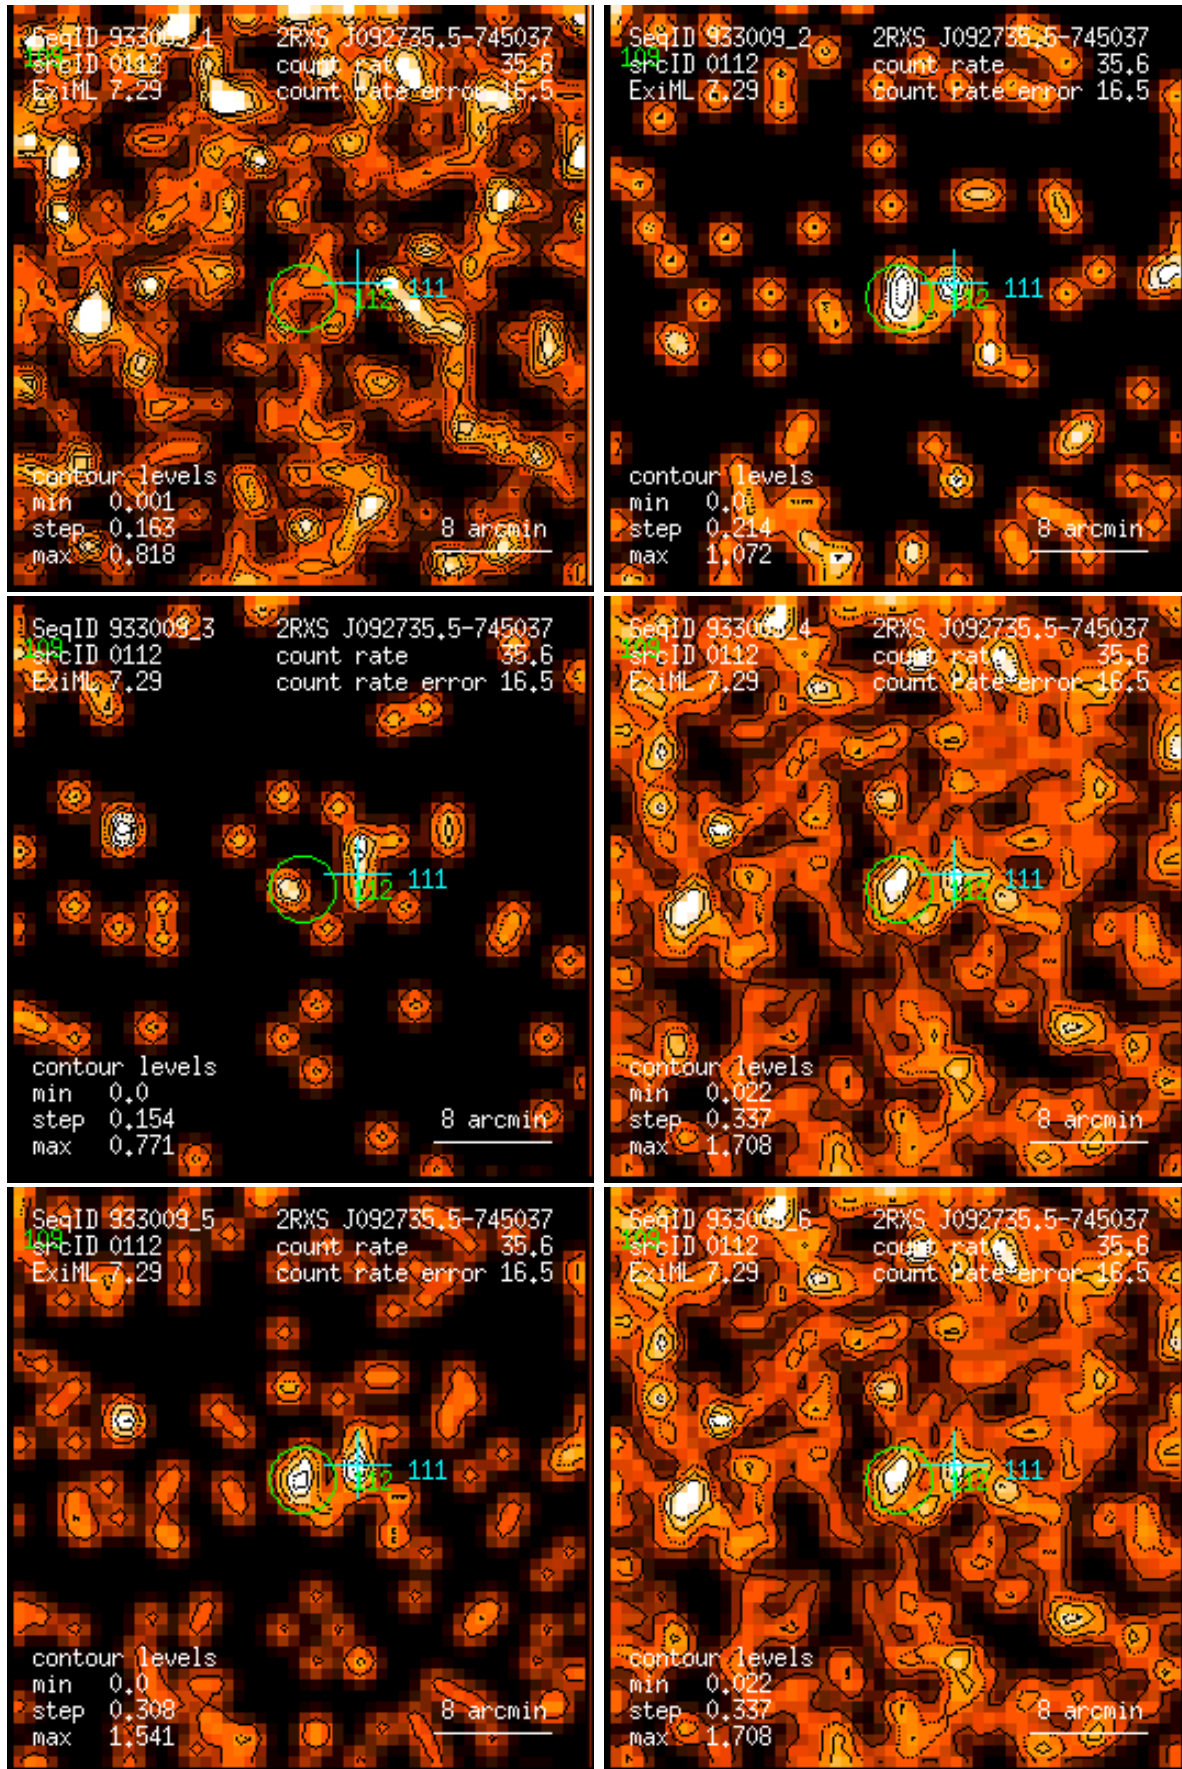 SeqID 933009_1 2RXS J092735.5-745037
109
srcID 0112 count rate 35.6
ExiML 7.29 count rate error 16.5
111
112
contour levels
min 0.001
step 0.163 8 arcmin
max 0.818
SeqID 933009_2 2RXS J092735.5-745037
109
srcID 0112 count rate 35.6
ExiML 7.29 count rate error 16.5
111
112
contour levels
min 0.0
step 0.214 8 arcmin
max 1.072
SeqID 933009_3 2RXS J092735.5-745037
109
srcID 0112 count rate 35.6
ExiML 7.29 count rate error 16.5
111
112
contour levels
min 0.0
step 0.154 8 arcmin
max 0.771
SeqID 933009_4 2RXS J092735.5-745037
109
srcID 0112 count rate 35.6
ExiML 7.29 count rate error 16.5
111
112
contour levels
min 0.022
step 0.337 8 arcmin
max 1.708
SeqID 933009_5 2RXS J092735.5-745037
109
srcID 0112 count rate 35.6
ExiML 7.29 count rate error 16.5
111
112
contour levels
min 0.0
step 0.308 8 arcmin
max 1.541
SeqID 933009_6 2RXS J092735.5-745037
109
srcID 0112 count rate 35.6
ExiML 7.29 count rate error 16.5
111
112
contour levels
min 0.022
step 0.337 8 arcmin
max 1.708